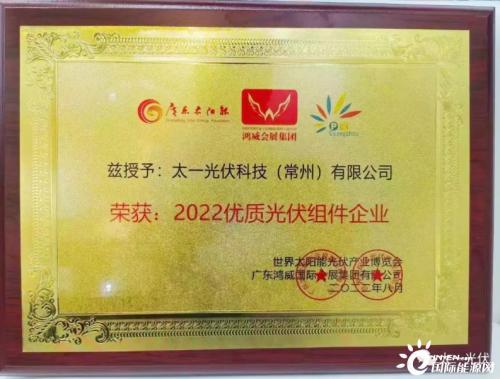 广东太阳能
鸿威会展集团
Guangzhou
兹授予：太一光伏科技（常州）有限公司
荣获：2022优质光伏组件企业
世界太阳能光伏产业博览会
广东鸿威国际会展集团有限公司
二〇二二年八月
光伏
国际能源网